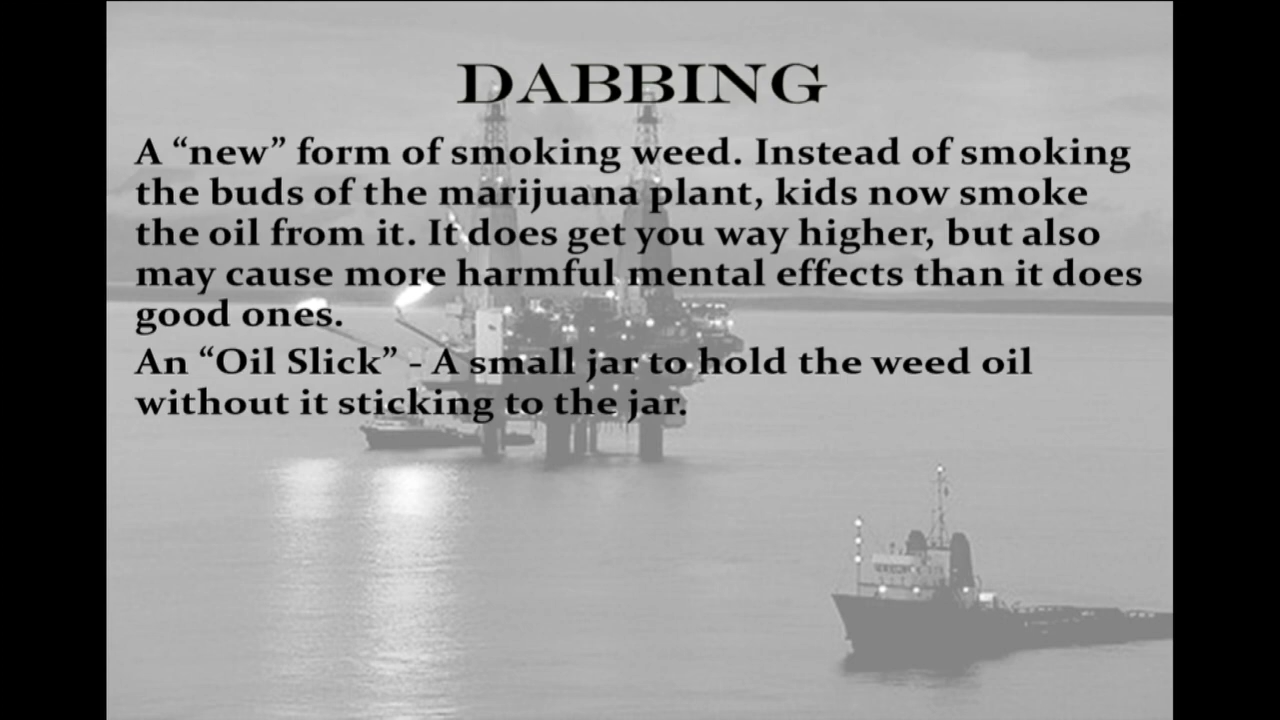 DABBING
A “new” form of smoking weed. Instead of smoking
the buds of the marijuana plant, kids now smoke
the oil from it. It does get you way higher, but also
may cause more harmful mental effects than it does
good ones.
An “Oil Slick” - A small jar to hold the weed oil
without it sticking to the jar.